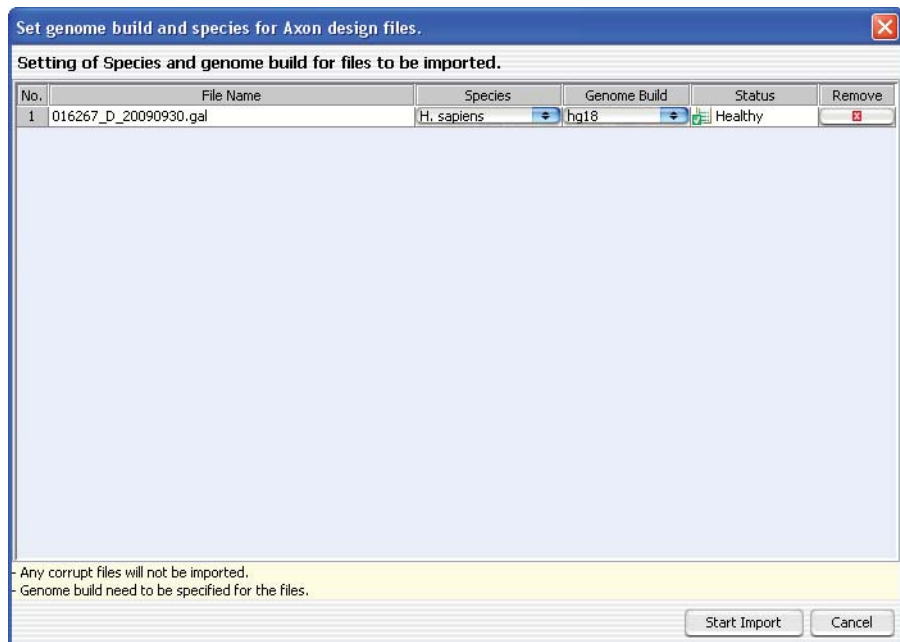 Set genome build and species for Axon design files.
Setting of Species and genome build for files to be imported.
No. File Name Species Genome Build Status Remove
1 016267_D_20090930.gal H. sapiens hg18 Healthy
- Any corrupt files will not be imported.
- Genome build need to be specified for the files.
Start Import Cancel